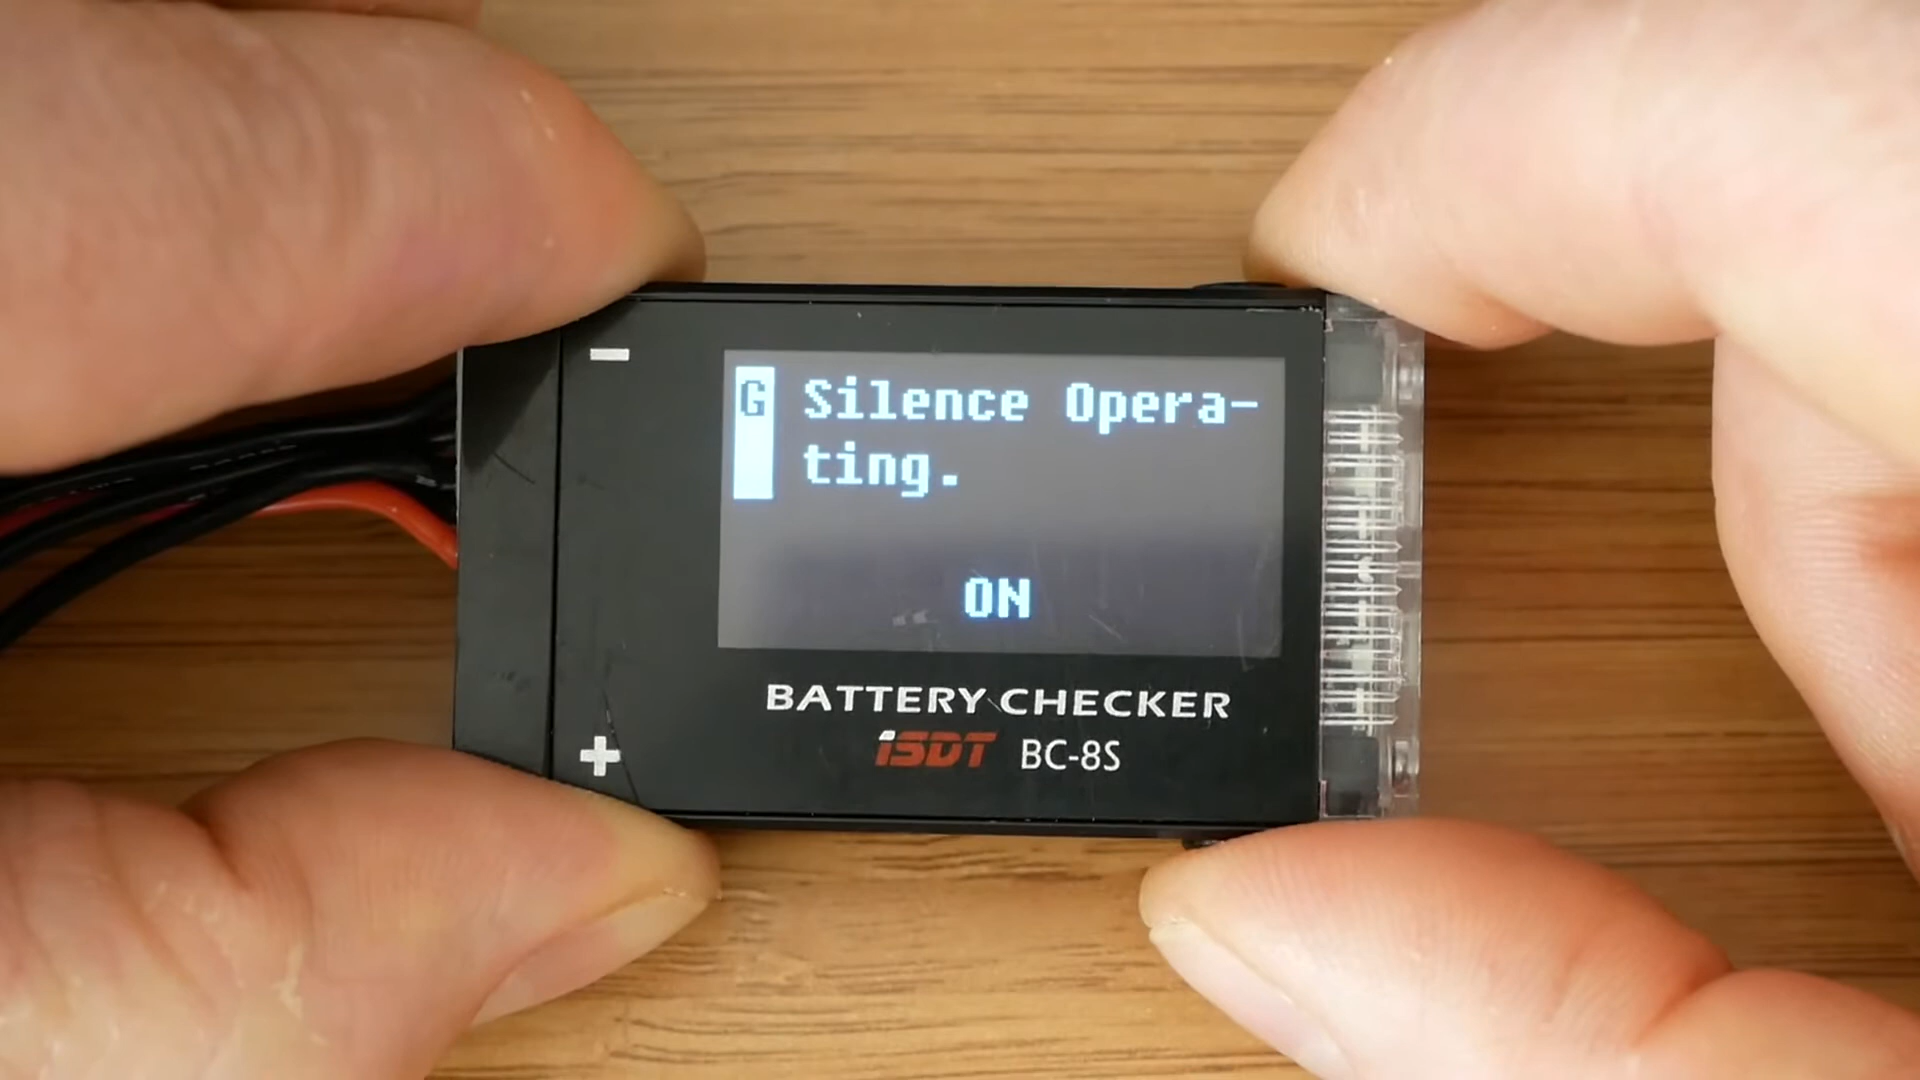 G Silence Opera-
ting.
ON
BATTERY CHECKER
iSDT BC-8S